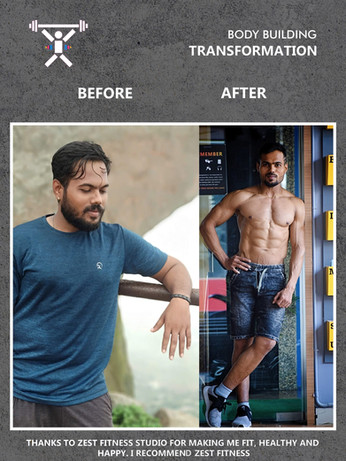 BODY BUILDING
TRANSFORMATION
BEFORE
AFTER
MEMBER
THANKS TO ZEST FITNESS STUDIO FOR MAKING ME FIT, HEALTHY AND
HAPPY. I RECOMMEND ZEST FITNESS